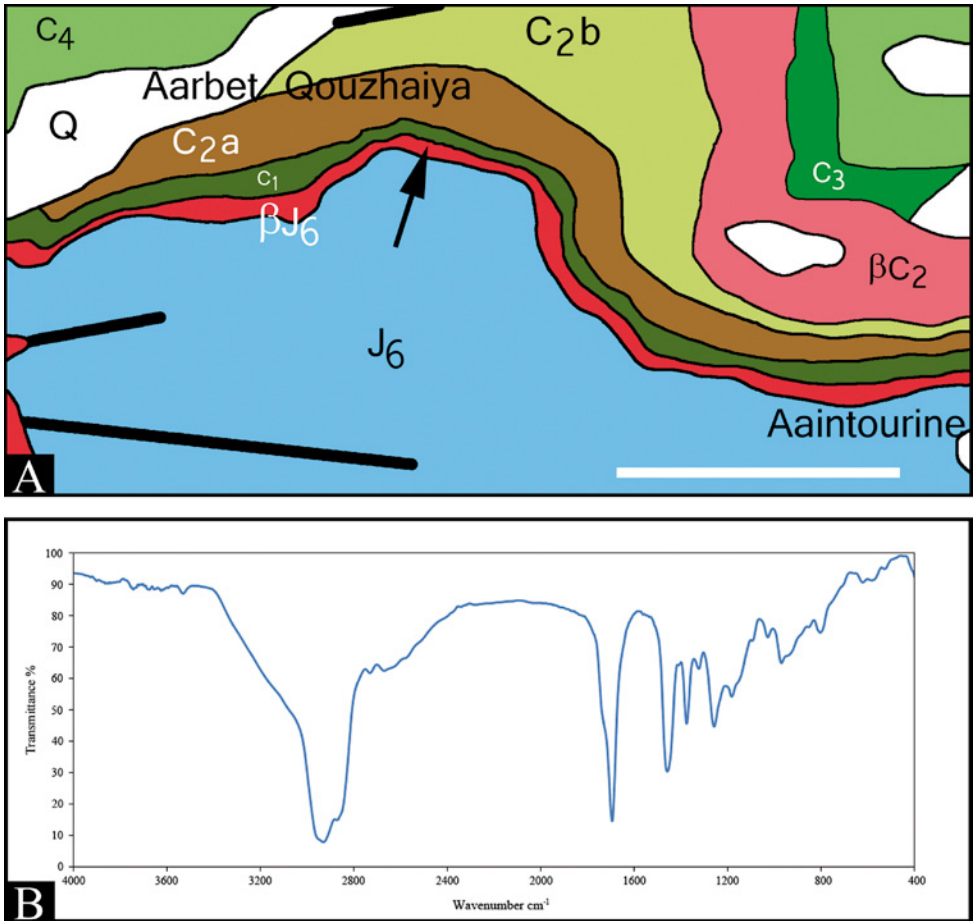 C4
C2b
Aarbet Qouzhaiya
Q
C2a
C1
C3
βJ6
βC2
J6
Aaintourine
A
100
90
80
70
60
50
40
30
20
10
0
Transmittance %
4000 3600 3200 2800 2400 2000 1600 1200 800 400
Wavenumber cm-1
B